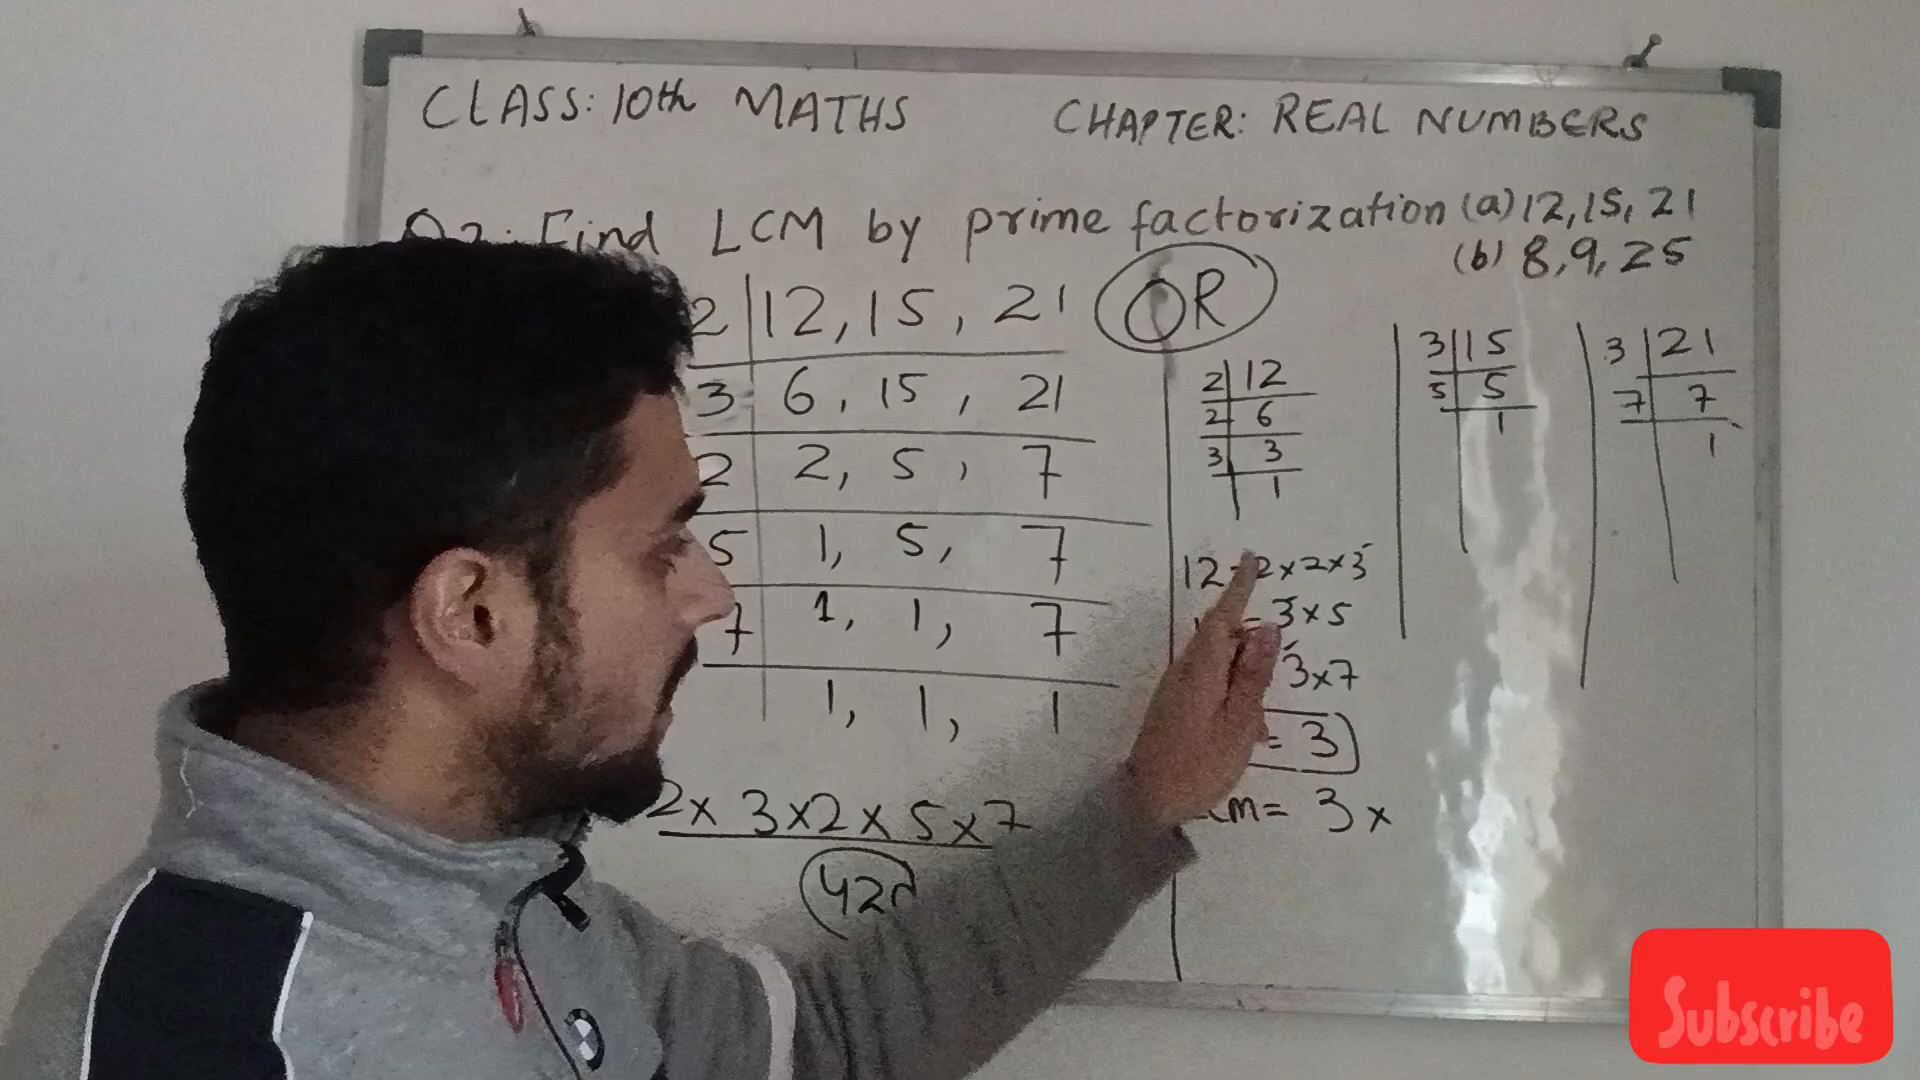 CLASS: 10th MATHS
CHAPTER: REAL NUMBERS
Find LCM by prime factorization (a) 12, 15, 21
(b) 8, 9, 25
2 12, 15, 21
3 6, 15, 21
2 2, 5, 7
5 1, 5, 7
7 1, 1, 7
1, 1, 1
2 x 3 x 2 x 5 x 7
420
OR
2 12
2 6
3 3
1
3 15
5 5
1
3 21
7 7
1
12 = 2 x 2 x 3
= 3 x 5
3 x 7
= 3
LCM = 3 x
Subscribe